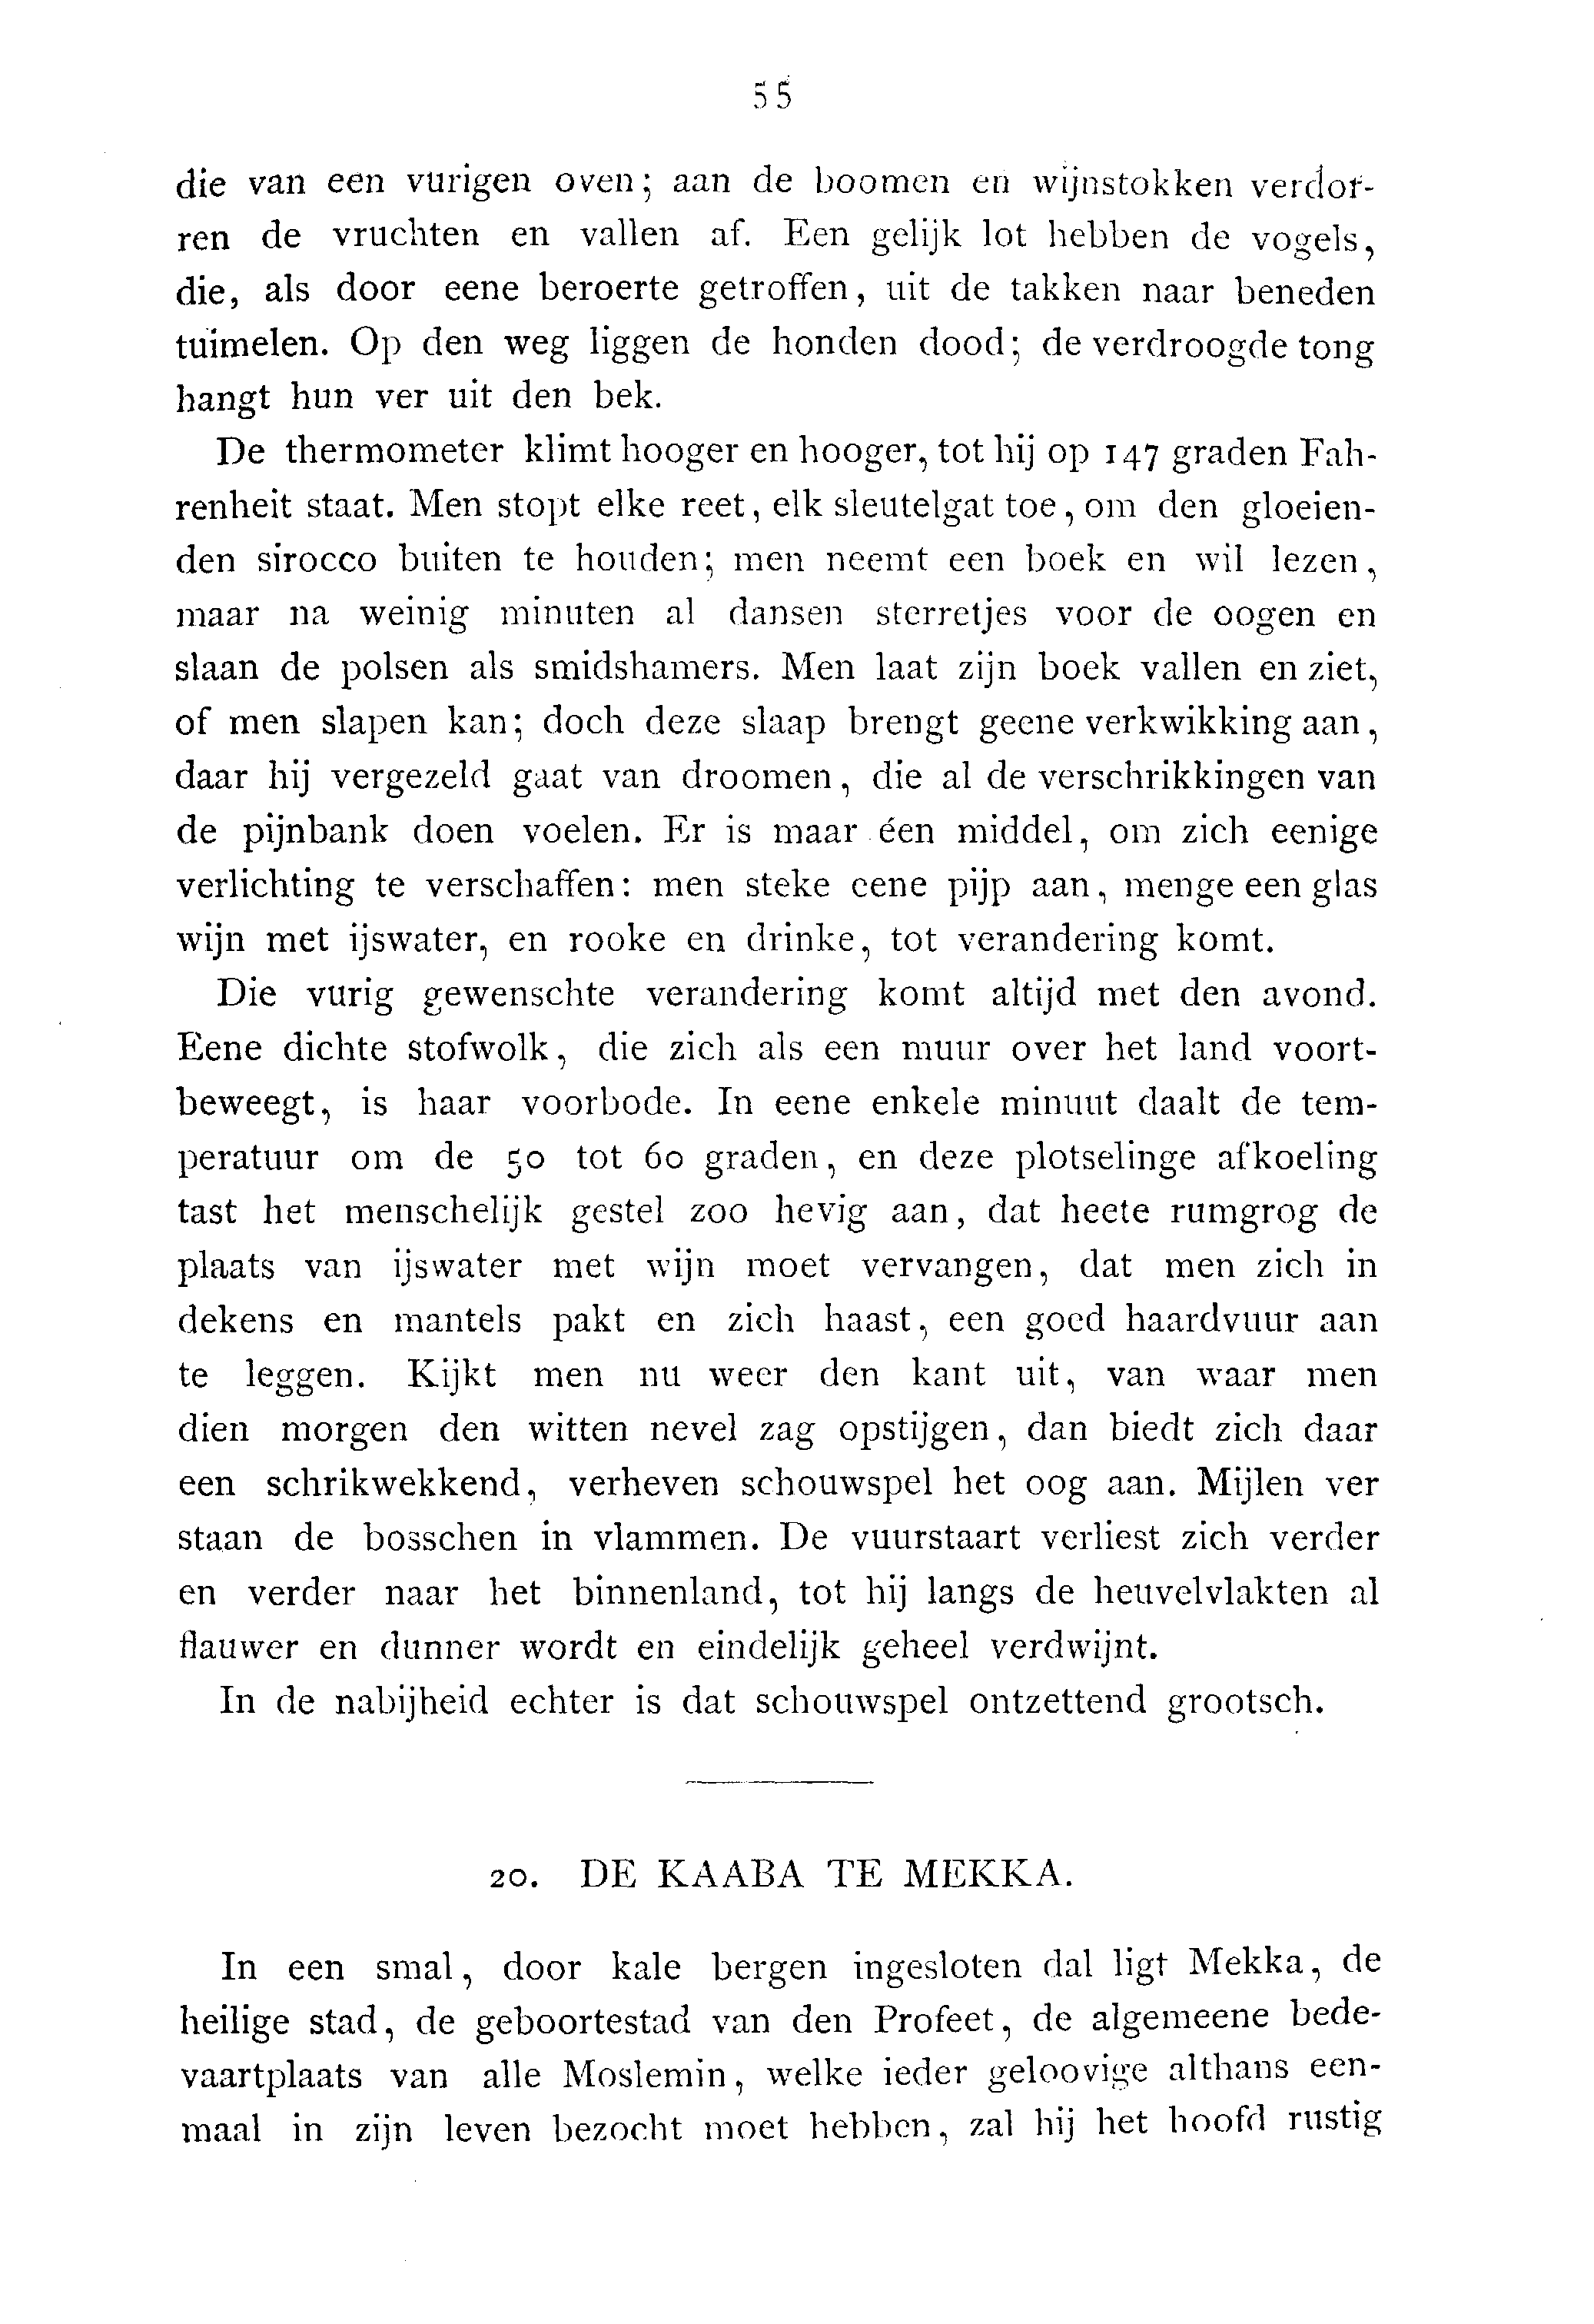 55
die van een vurigen oven; aan de boomen en wijnstokken verdor-
ren de vruchten en vallen af. Een gelijk lot hebben de vogels,
die, als door eene beroerte getroffen, uit de takken naar beneden
tuimelen. Op den weg liggen de honden dood; de verdroogde tong
hangt hun ver uit den bek.
De thermometer klimt hooger en hooger, tot hij op 147 graden Fah-
renheit staat. Men stopt elke reet, elk sleutelgat toe, om den gloeien-
den sirocco buiten te houden; men neemt een boek en wil lezen,
maar na weinig minuten al dansen sterretjes voor de oogen en
slaan de polsen als smidshamers. Men laat zijn boek vallen en ziet,
of men slapen kan; doch deze slaap brengt geene verkwikking aan,
daar hij vergezeld gaat van droomen, die al de verschrikkingen van
de pijnbank doen voelen. Er is maar éen middel, om zich eenige
verlichting te verschaffen: men steke eene pijp aan, menge een glas
wijn met ijswater, en rooke en drinke, tot verandering komt.
Die vurig gewenschte verandering komt altijd met den avond.
Eene dichte stofwolk, die zich als een muur over het land voort-
beweegt, is haar voorbode. In eene enkele minuut daalt de tem-
peratuur om de 50 tot 60 graden, en deze plotselinge afkoeling
tast het menschelijk gestel zoo hevig aan, dat heete rumgrog de
plaats van ijswater met wijn moet vervangen, dat men zich in
dekens en mantels pakt en zich haast, een goed haardvuur aan
te leggen. Kijkt men nu weer den kant uit, van waar men
dien morgen den witten nevel zag opstijgen, dan biedt zich daar
een schrikwekkend, verheven schouwspel het oog aan. Mijlen ver
staan de bosschen in vlammen. De vuurstaart verliest zich verder
en verder naar het binnenland, tot hij langs de heuvelvlakten al
flauwer en dunner wordt en eindelijk geheel verdwijnt.
In de nabijheid echter is dat schouwspel ontzettend grootsch.
20. DE KAABA TE MEKKA.
In een smal, door kale bergen ingesloten dal ligt Mekka, de
heilige stad, de geboortestad van den Profeet, de algemeene bede-
vaartplaats van alle Moslemin, welke ieder geloovige althans een-
maal in zijn leven bezocht moet hebben, zal hij het hoofd rustig